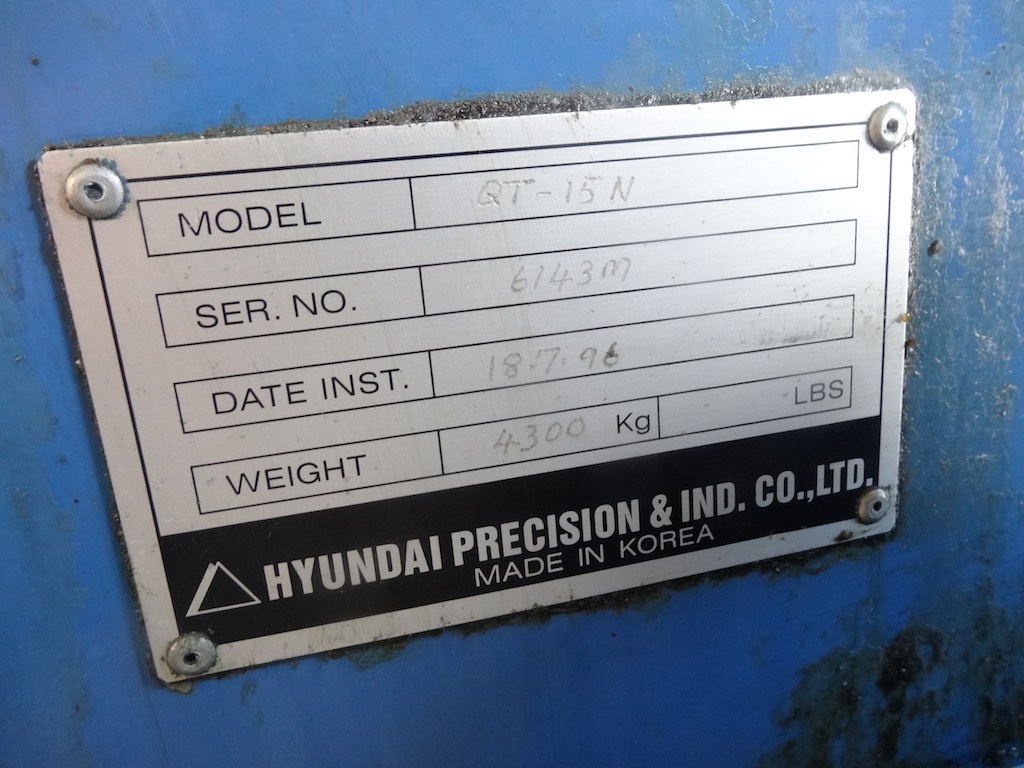 MODEL QT-15N
SER. NO. 6143M
DATE INST. 18.7.96
WEIGHT 4300 Kg LBS
HYUNDAI PRECISION & IND. CO.,LTD.
MADE IN KOREA